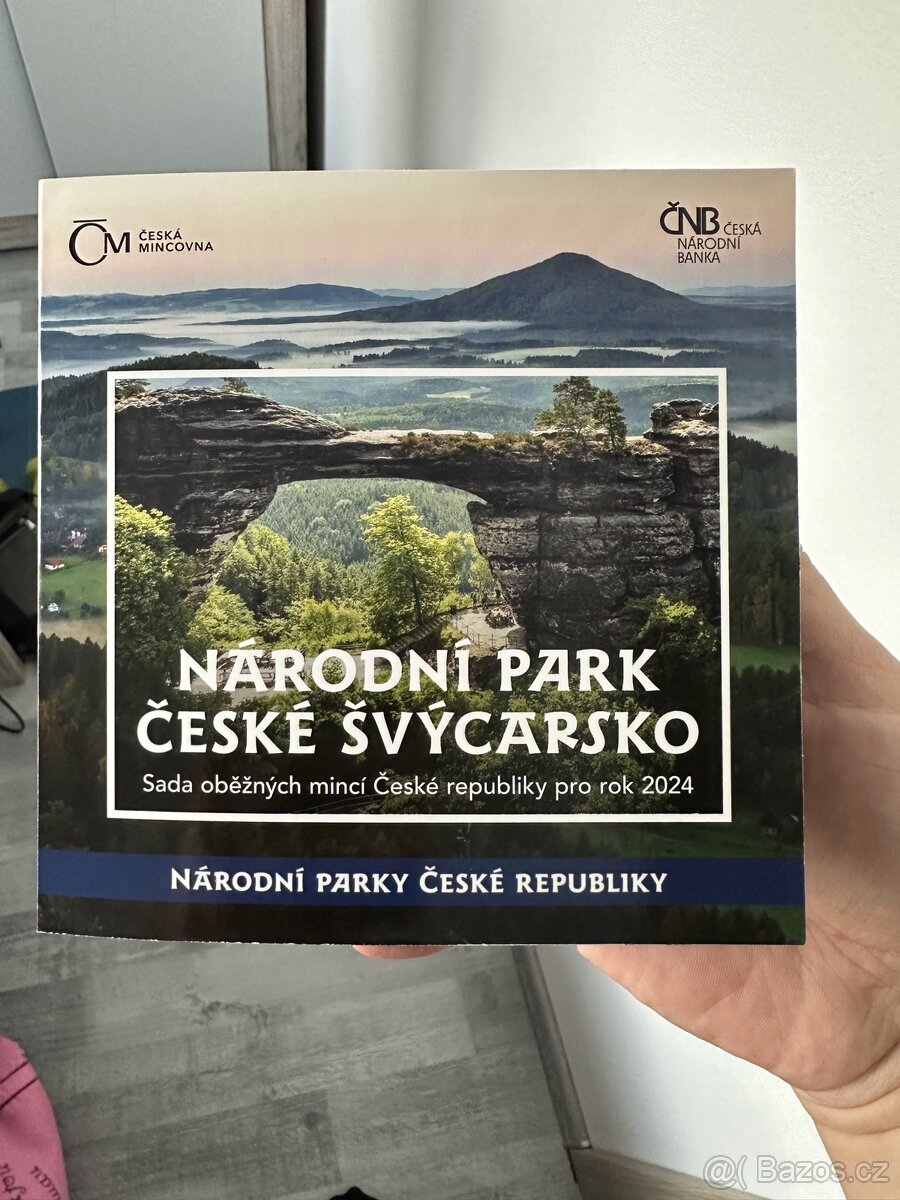 ČM ČESKÁ
MINCOVNA
ČNB ČESKÁ
NÁRODNÍ
BANKA
NÁRODNÍ PARK
ČESKÉ ŠVÝCARSKO
Sada oběžných mincí České republiky pro rok 2024
NÁRODNÍ PARKY ČESKÉ REPUBLIKY
@( Bazos.cz